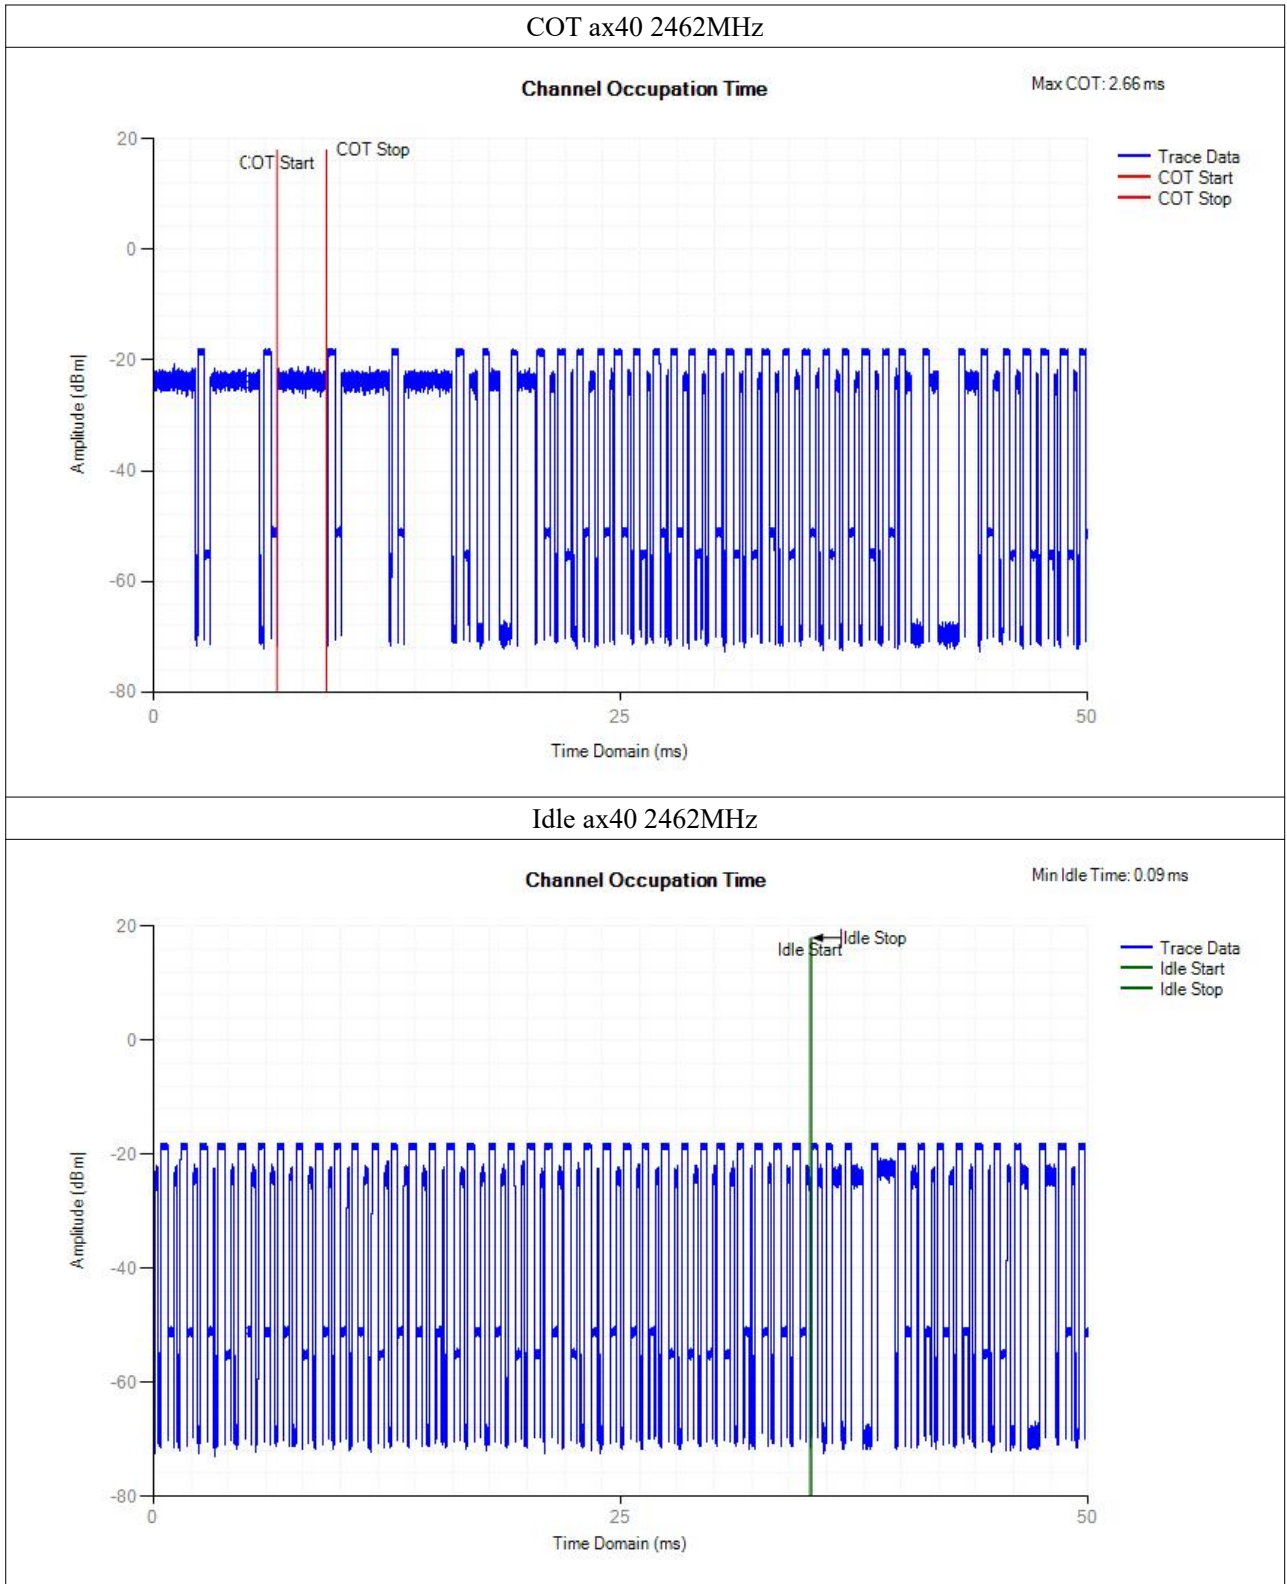 COT ax40 2462MHz
Channel Occupation Time
Max COT: 2.66 ms
20
0
-20
-40
-60
-80
Amplitude (dBm)
COT Start
COT Stop
Trace Data
COT Start
COT Stop
0
25
50
Time Domain (ms)
Idle ax40 2462MHz
Channel Occupation Time
Min Idle Time: 0.09 ms
20
0
-20
-40
-60
-80
Amplitude (dBm)
Idle Start
Idle Stop
Trace Data
Idle Start
Idle Stop
0
25
50
Time Domain (ms)